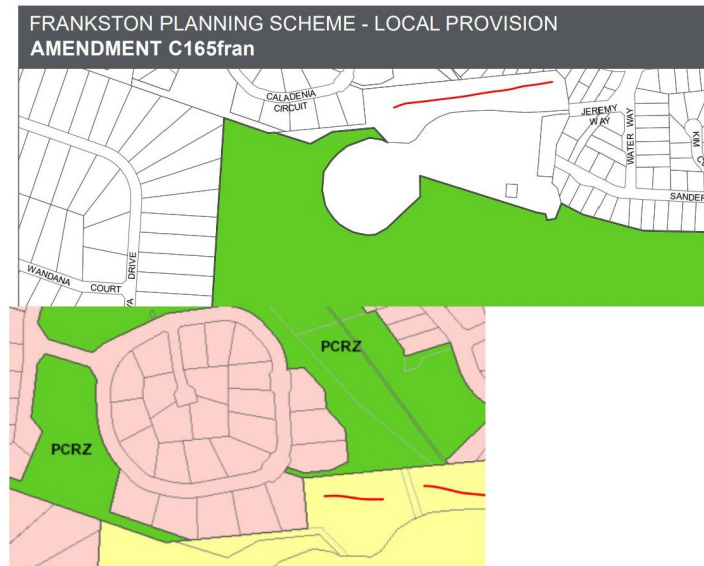 FRANKSTON PLANNING SCHEME - LOCAL PROVISION
AMENDMENT C165fran
CALADENIA
CIRCUIT
JEREMY
WAY
WATER WAY
KIM
SANDER
WANDANA
COURT
DRIVE
VA
PCRZ
PCRZ